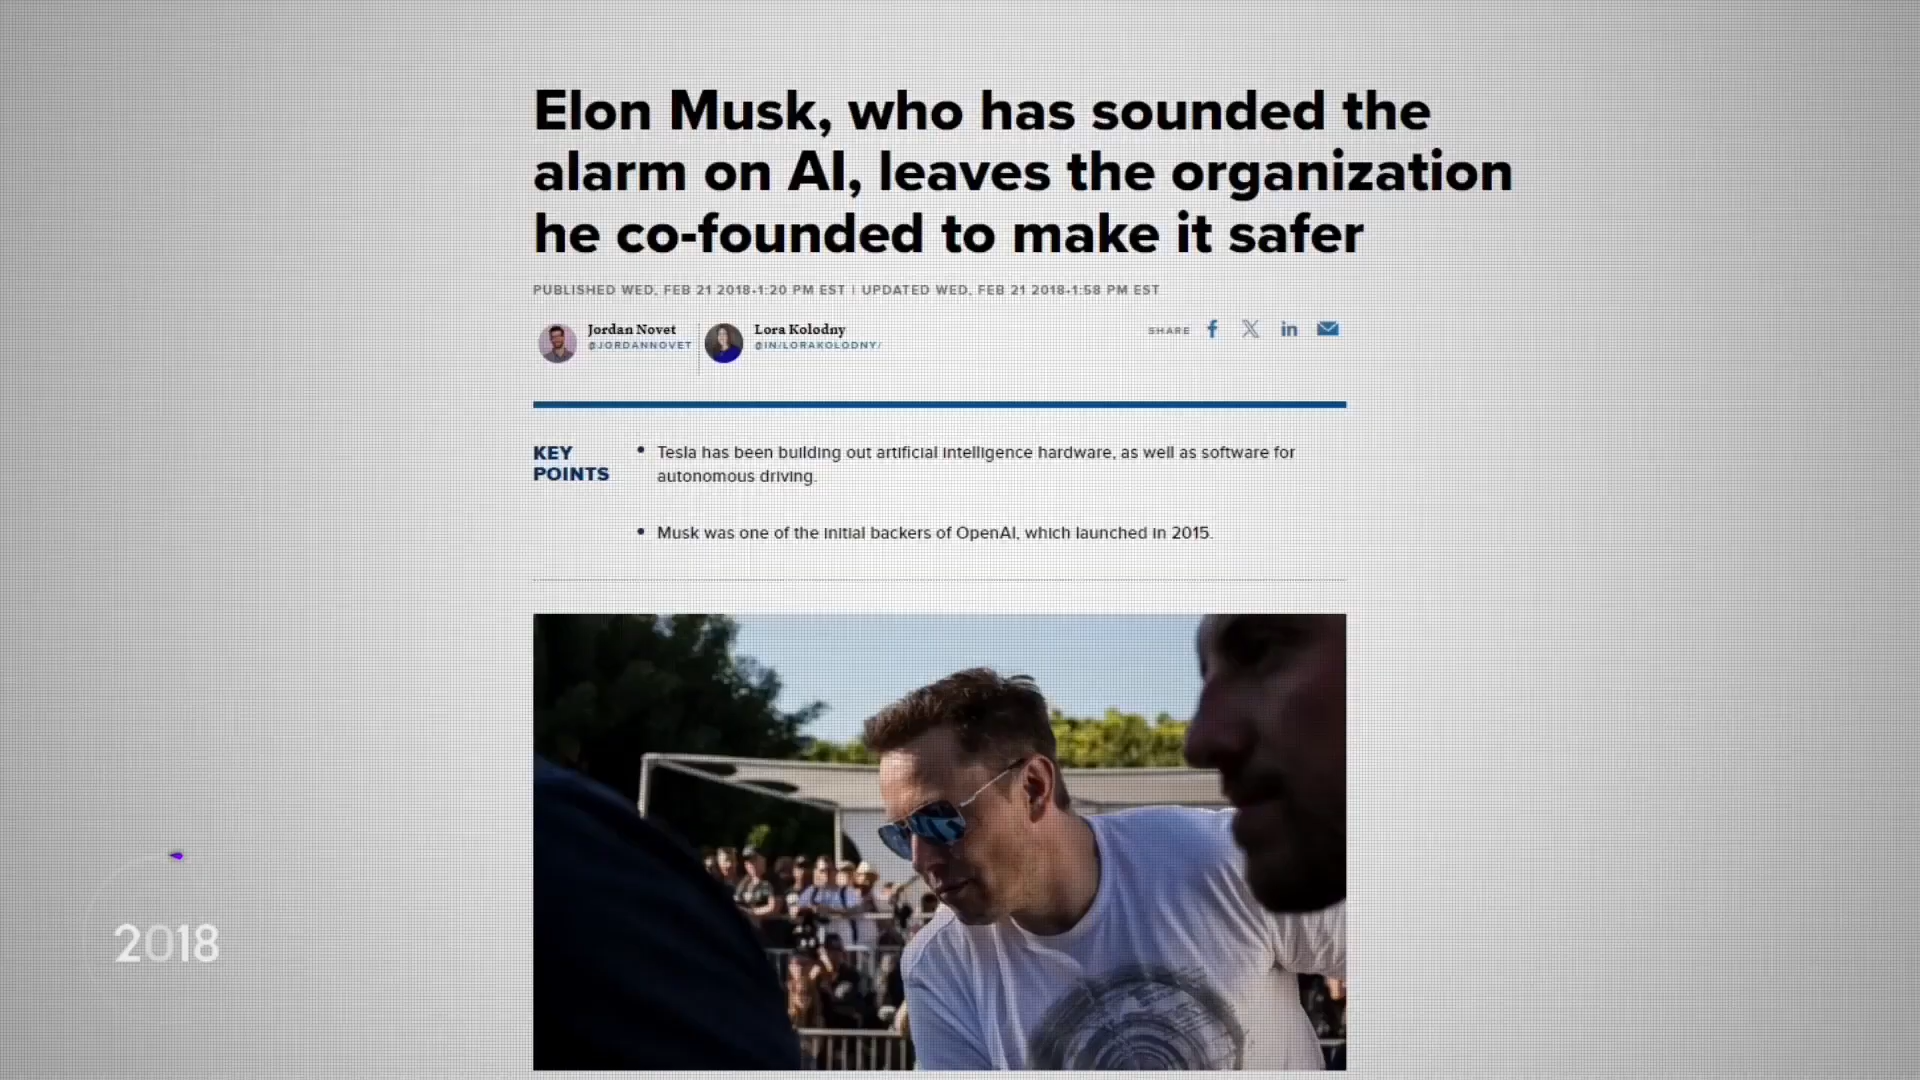 Elon Musk, who has sounded the
alarm on AI, leaves the organization
he co-founded to make it safer
PUBLISHED WED, FEB 21 2018•1:20 PM EST | UPDATED WED, FEB 21 2018•1:58 PM EST
Jordan Novet
@JORDANNOVET
Lora Kolodny
@IN/LORAKOLODNY/
SHARE
KEY
POINTS
• Tesla has been building out artificial intelligence hardware, as well as software for
autonomous driving.
• Musk was one of the initial backers of OpenAI, which launched in 2015.
2018